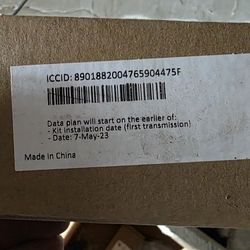 ICCID: 8901882004765904475F
Data plan will start on the earlier of:
- Kit installation date (first transmission)
- Date: 7-May-23
Made in China